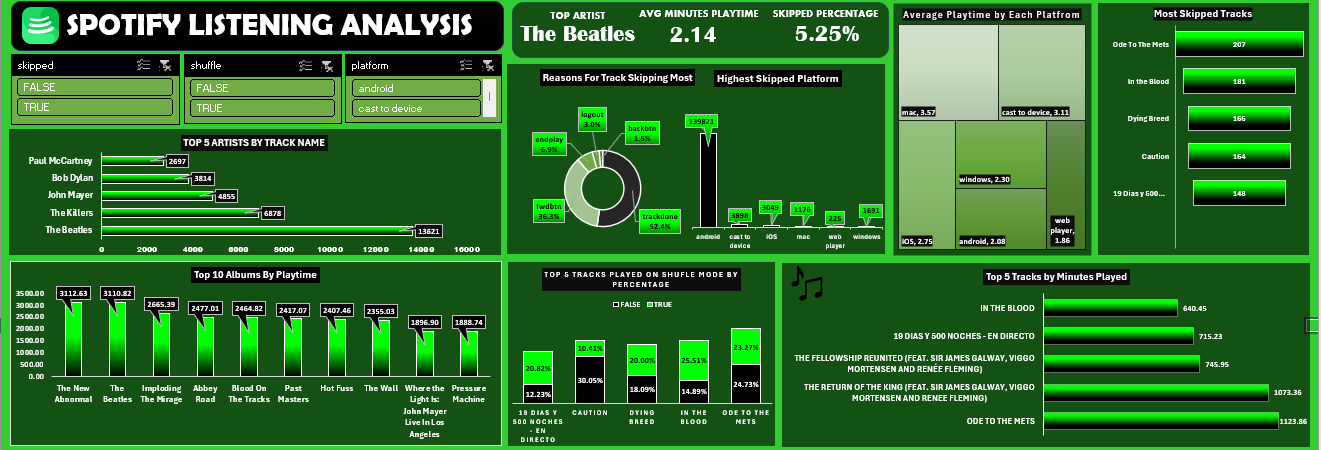 SPOTIFY LISTENING ANALYSIS
TOP ARTIST
The Beatles
AVG MINUTES PLAYTIME
2.14
SKIPPED PERCENTAGE
5.25%
skipped
FALSE
TRUE
shuffle
FALSE
TRUE
platform
android
cast to device
TOP 5 ARTISTS BY TRACK NAME
Paul McCartney
2697
Bob Dylan
3814
John Mayer
4855
The Killers
6878
The Beatles
13621
0 2000 4000 6000 8000 10000 12000 14000 16000
Reasons For Track Skipping Most
logout
3.0%
backbtn
1.5%
endplay
6.9%
fwdbtn
36.3%
trackdone
52.4%
Highest Skipped Platform
139821
3898
3049
1176
225
1691
android
cast to
device
iOS
mac
web
player
windows
Average Playtime by Each Platfrom
mac, 3.57
cast to device, 3.11
iOS, 2.75
windows, 2.30
android, 2.08
web
player,
1.86
Most Skipped Tracks
Ode To The Mets
207
In the Blood
181
Dying Breed
166
Caution
164
19 Dias y 500...
148
Top 10 Albums By Playtime
3500.00
3000.00
2500.00
2000.00
1500.00
1000.00
500.00
0.00
3112.63
3110.82
2665.39
2477.01
2464.82
2417.07
2407.46
2355.03
1896.90
1888.74
The New
Abnormal
The
Beatles
Imploding
The Mirage
Abbey
Road
Blood On
The Tracks
Past
Masters
Hot Fuss
The Wall
Where the
Light Is:
John Mayer
Live In Los
Angeles
Pressure
Machine
TOP 5 TRACKS PLAYED ON SHUFLE MODE BY
PERCENTAGE
FALSE TRUE
20.82%
12.23%
10.41%
30.05%
20.00%
18.09%
25.51%
14.89%
23.27%
24.73%
19 DIAS Y
500 NOCHES
- EN
DIRECTO
CAUTION
DYING
BREED
IN THE
BLOOD
ODE TO THE
METS
Top 5 Tracks by Minutes Played
IN THE BLOOD
640.45
19 DIAS Y 500 NOCHES - EN DIRECTO
715.23
THE FELLOWSHIP REUNITED (FEAT. SIR JAMES GALWAY, VIGGO
MORTENSEN AND RENÉE FLEMING)
745.95
THE RETURN OF THE KING (FEAT. SIR JAMES GALWAY, VIGGO
MORTENSEN AND RENEE FLEMING)
1073.36
ODE TO THE METS
1123.86